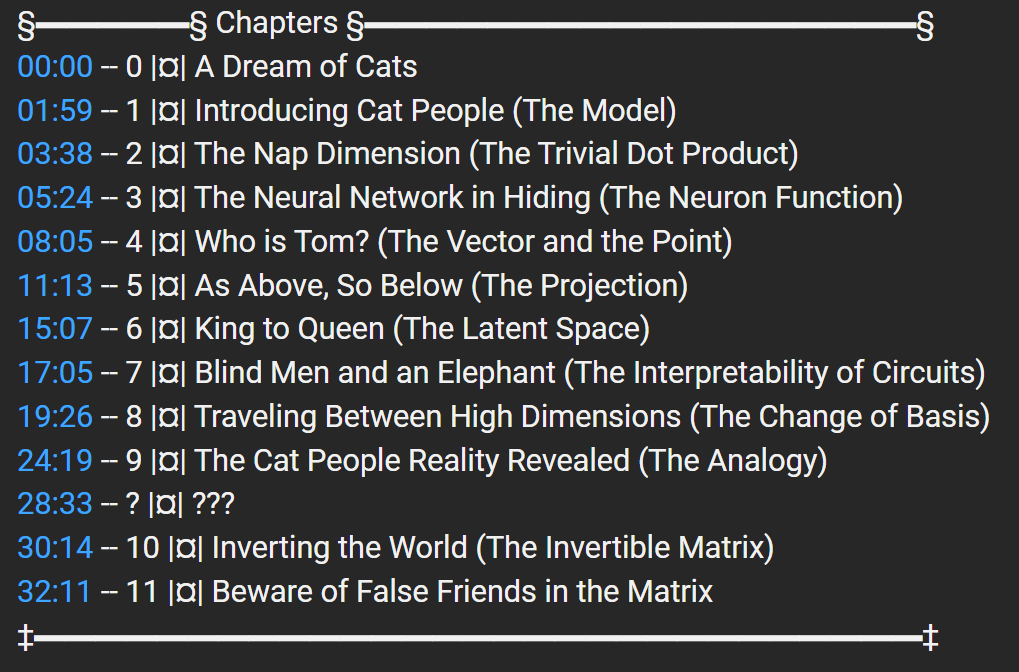 §━━━━━━━━━§ Chapters §━━━━━━━━━━━━━━━━━━━━━━━━━━━━━━━━━§
00:00 -- 0 |¤| A Dream of Cats
01:59 -- 1 |¤| Introducing Cat People (The Model)
03:38 -- 2 |¤| The Nap Dimension (The Trivial Dot Product)
05:24 -- 3 |¤| The Neural Network in Hiding (The Neuron Function)
08:05 -- 4 |¤| Who is Tom? (The Vector and the Point)
11:13 -- 5 |¤| As Above, So Below (The Projection)
15:07 -- 6 |¤| King to Queen (The Latent Space)
17:05 -- 7 |¤| Blind Men and an Elephant (The Interpretability of Circuits)
19:26 -- 8 |¤| Traveling Between High Dimensions (The Change of Basis)
24:19 -- 9 |¤| The Cat People Reality Revealed (The Analogy)
28:33 -- ? |¤| ???
30:14 -- 10 |¤| Inverting the World (The Invertible Matrix)
32:11 -- 11 |¤| Beware of False Friends in the Matrix
‡━━━━━━━━━━━━━━━━━━━━━━━━━━━━━━━━━━━━━━━━━━━━━━━━━━━━‡